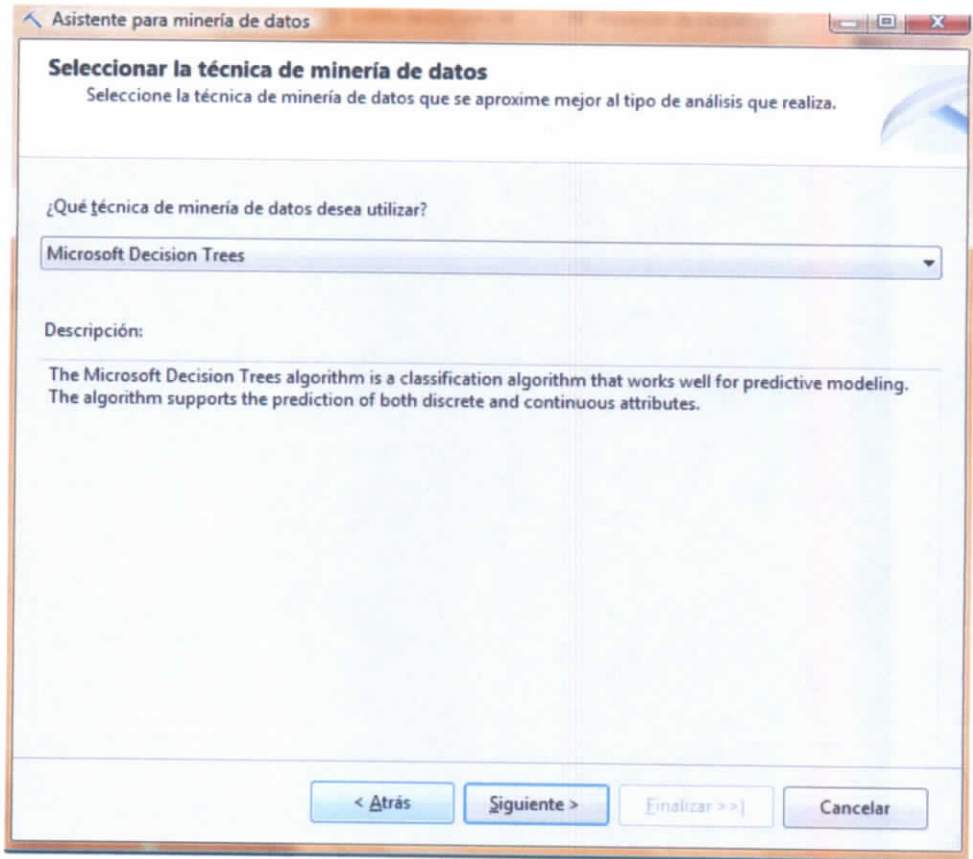 Asistente para minería de datos
Seleccionar la técnica de minería de datos
Seleccione la técnica de minería de datos que se aproxime mejor al tipo de análisis que realiza.
¿Qué técnica de minería de datos desea utilizar?
Microsoft Decision Trees
Descripción:
The Microsoft Decision Trees algorithm is a classification algorithm that works well for predictive modeling.
The algorithm supports the prediction of both discrete and continuous attributes.
< Atrás
Siguiente >
Finalizar >>|
Cancelar